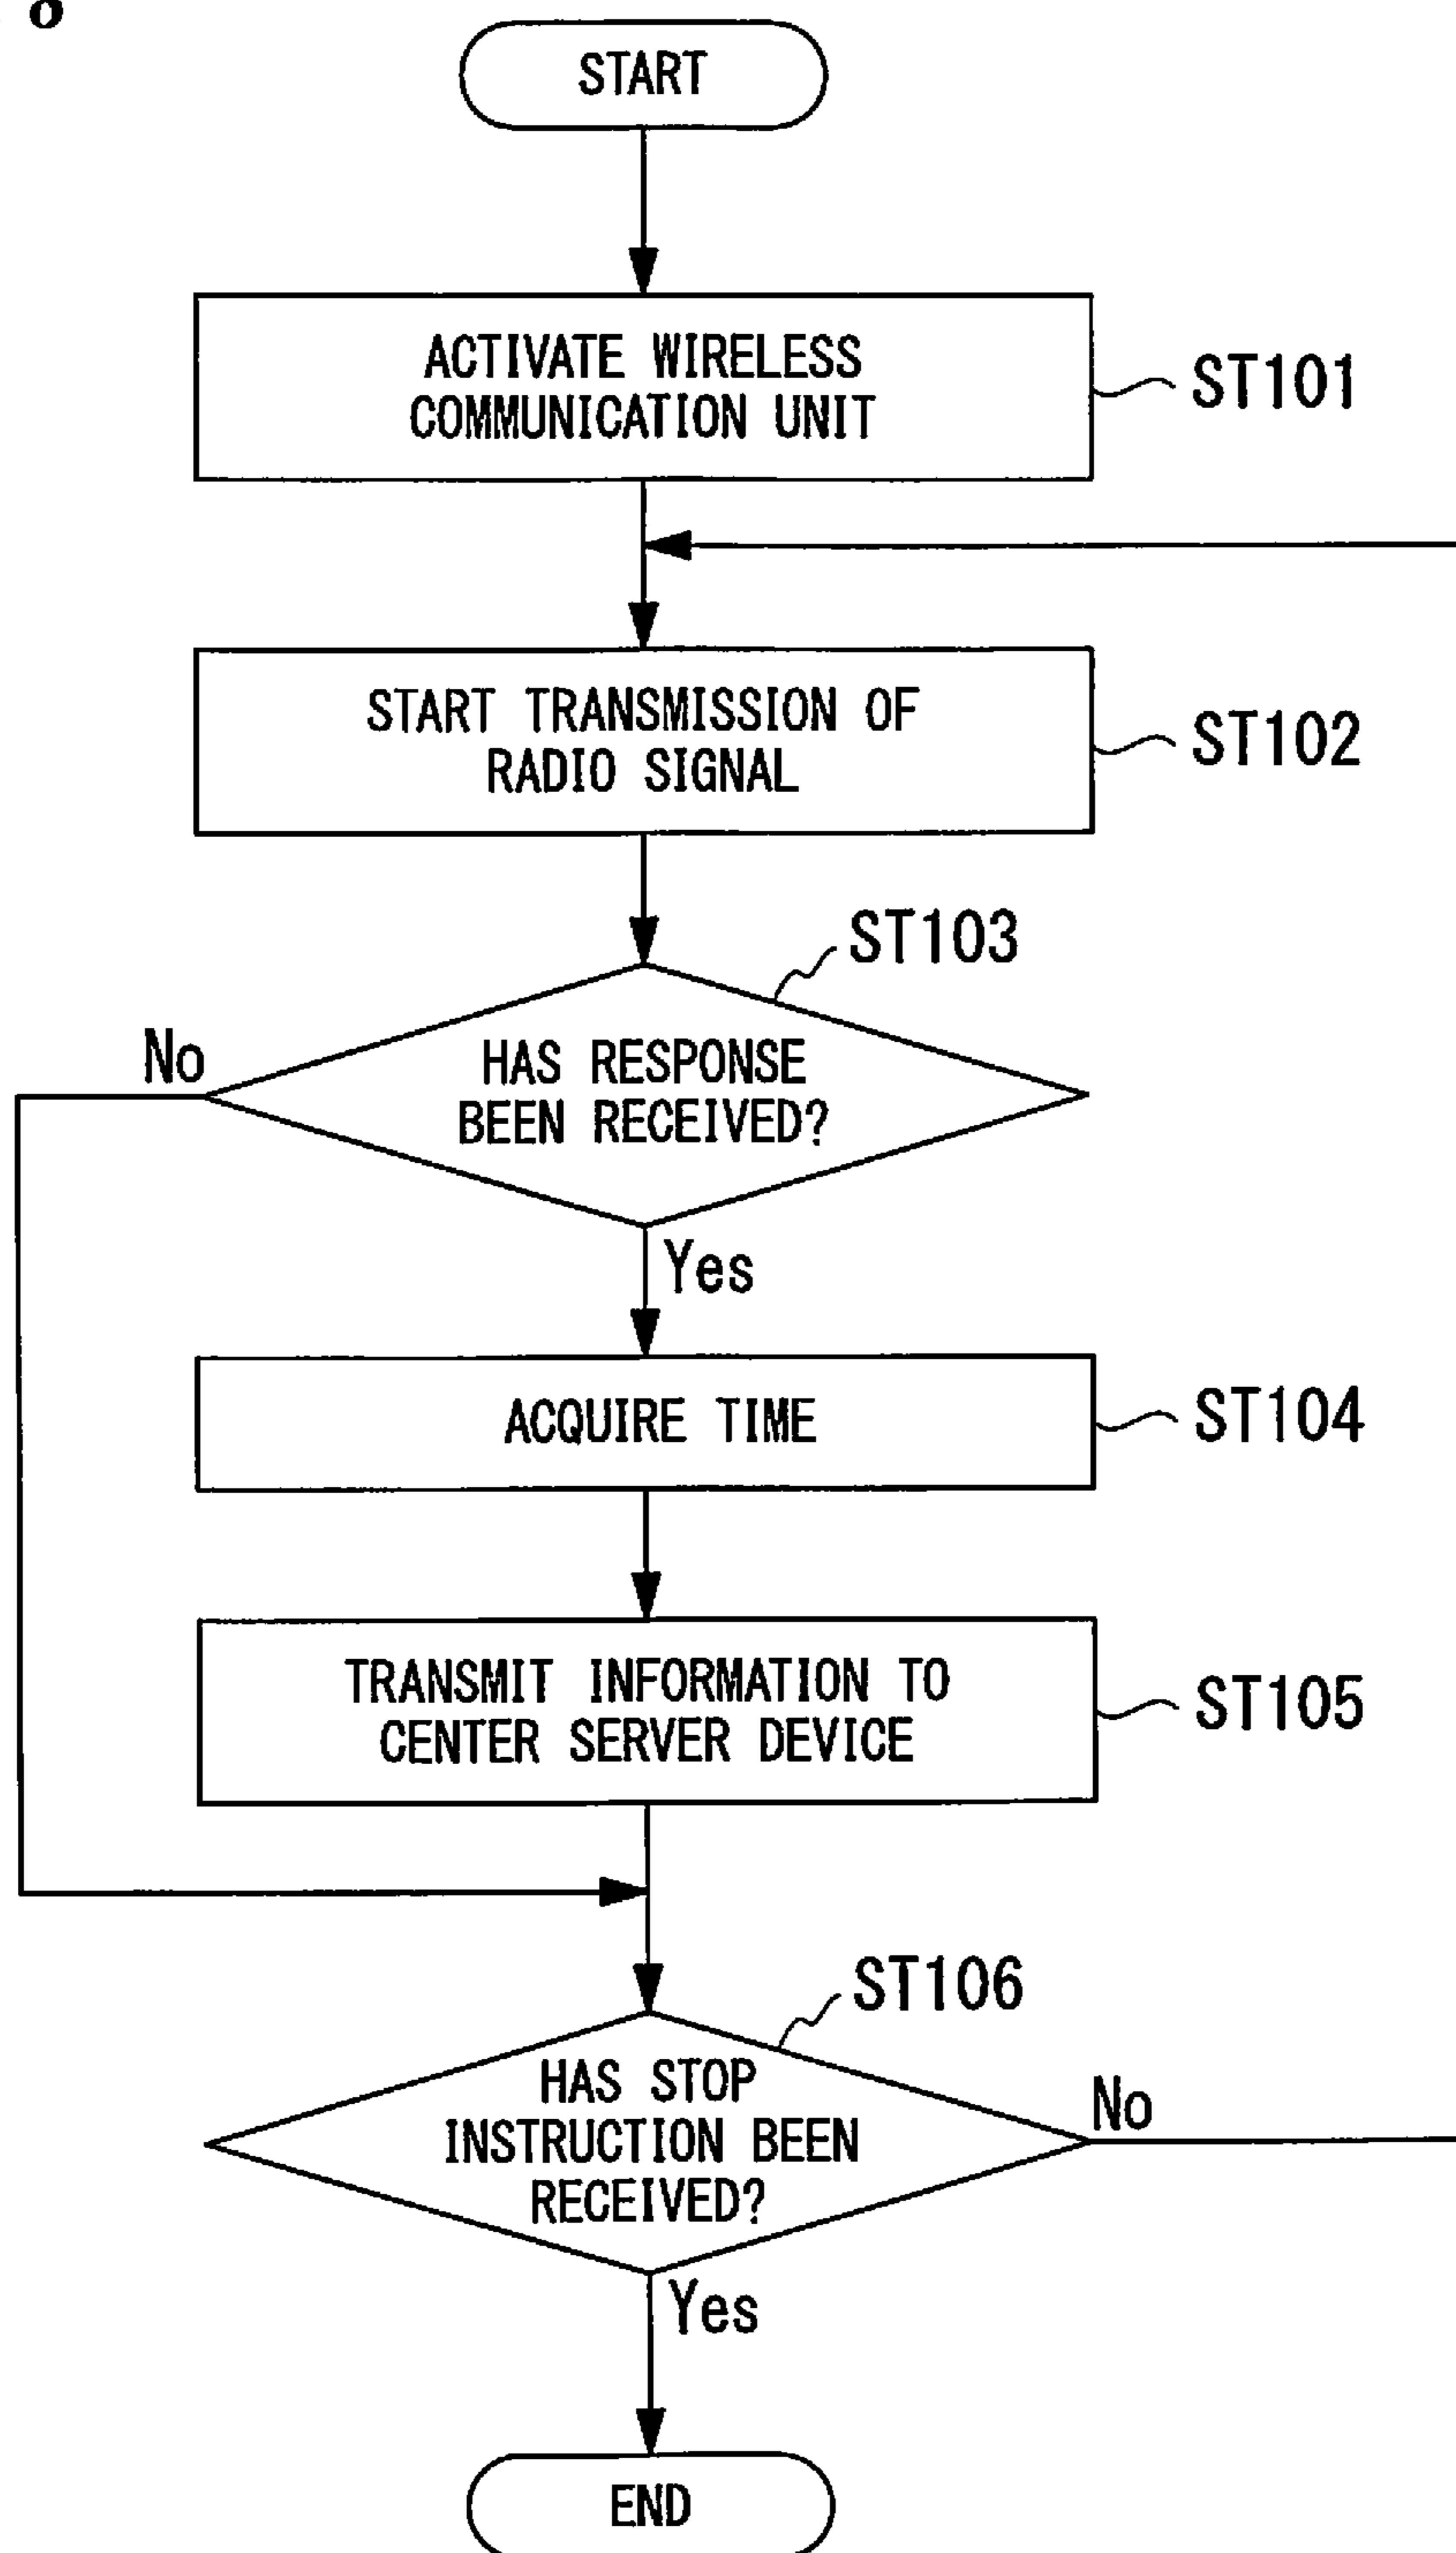 8
START
ACTIVATE WIRELESS
COMMUNICATION UNIT
ST101
START TRANSMISSION OF
RADIO SIGNAL
ST102
ST103
No
HAS RESPONSE
BEEN RECEIVED?
Yes
ACQUIRE TIME
ST104
TRANSMIT INFORMATION TO
CENTER SERVER DEVICE
ST105
ST106
HAS STOP
INSTRUCTION BEEN
RECEIVED?
No
Yes
END